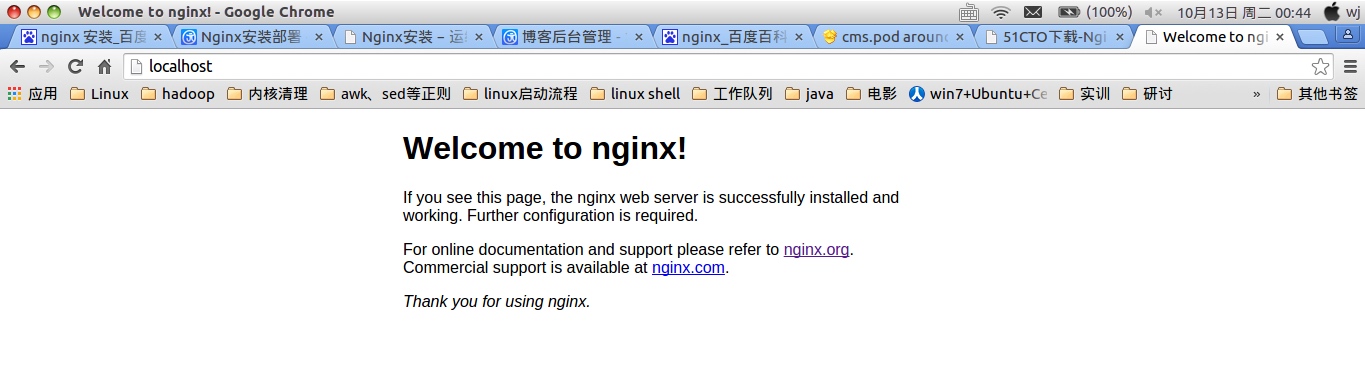 Welcome to nginx! - Google Chrome
(100%) 10月13日 周二 00:44 wj
nginx 安装_百度
Nginx安装部署
Nginx安装 – 运
博客后台管理 -
nginx_百度百科
cms.pod aroun
51CTO下载-Ngi
Welcome to ngi
localhost
应用 Linux hadoop 内核清理 awk、sed等正则 linux启动流程 linux shell 工作队列 java 电影 win7+Ubuntu+Ce 实训 研讨 » 其他书签
Welcome to nginx!
If you see this page, the nginx web server is successfully installed and
working. Further configuration is required.
For online documentation and support please refer to nginx.org.
Commercial support is available at nginx.com.
Thank you for using nginx.